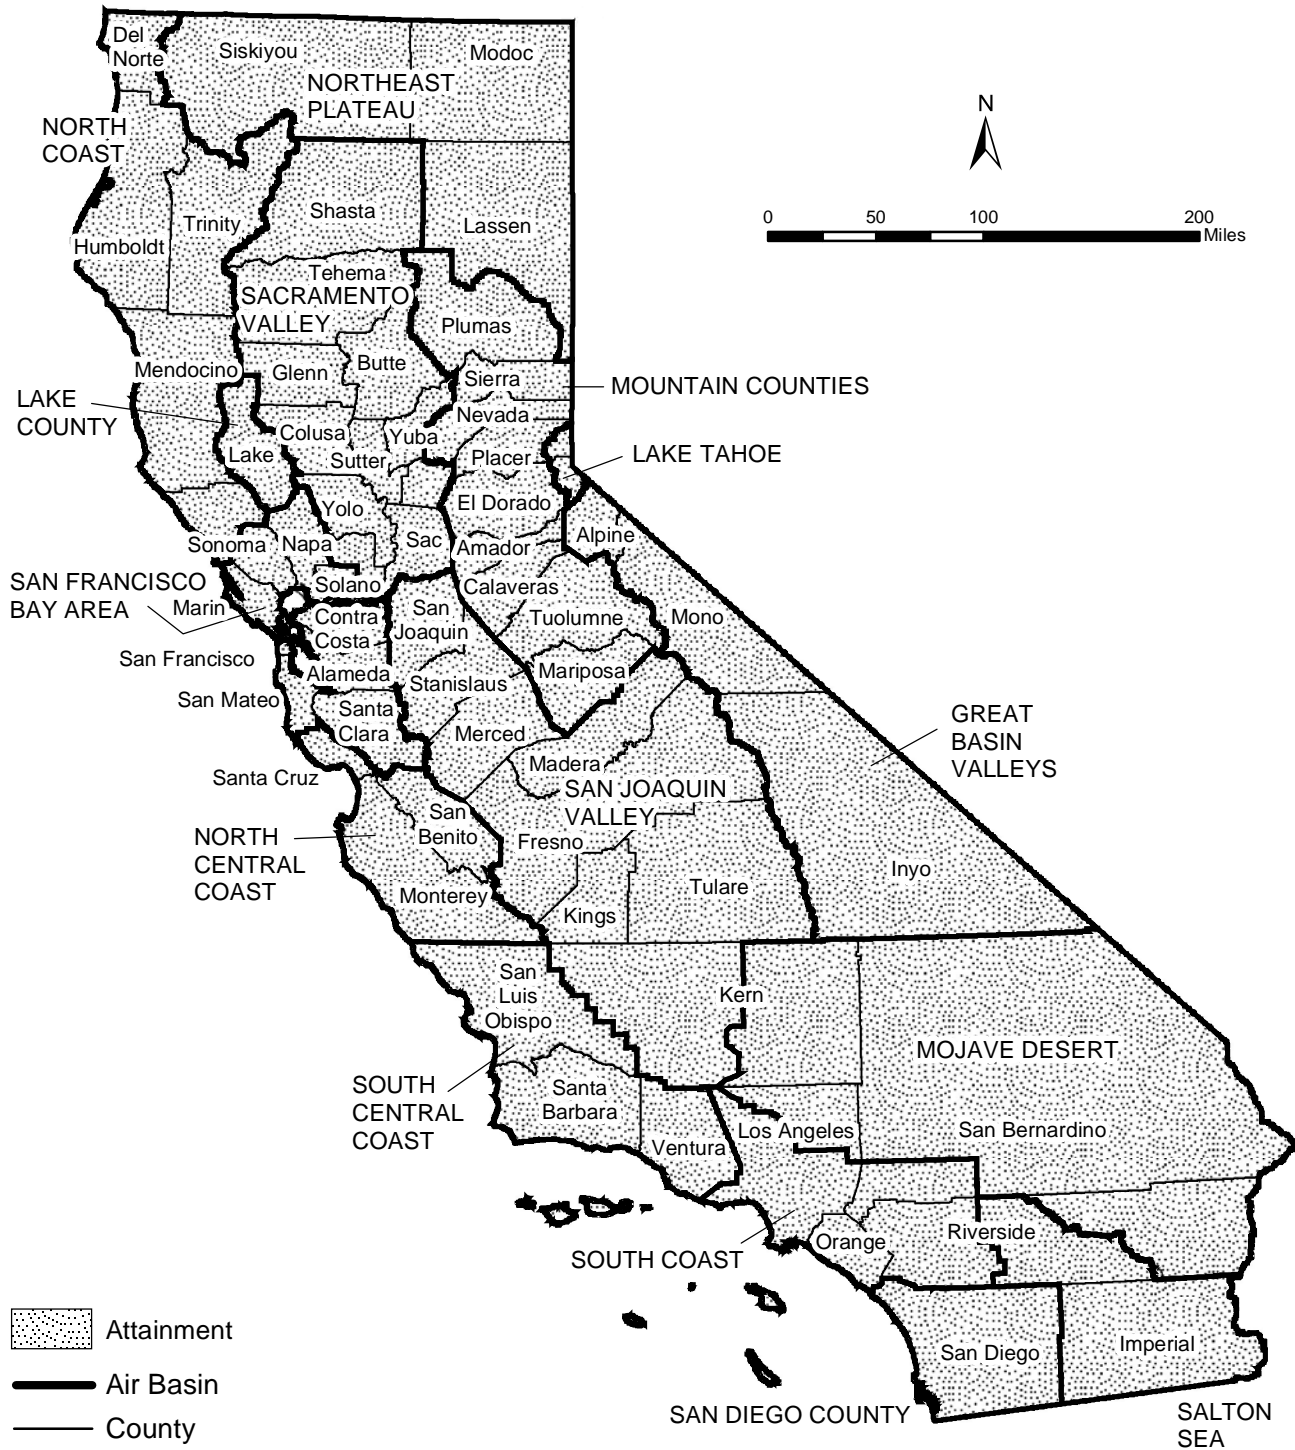 Del
Norte
Siskiyou
Modoc
NORTHEAST
PLATEAU
N
NORTH
COAST
0 50 100 200
Miles
Shasta
Trinity
Lassen
Humboldt
Tehema
SACRAMENTO
VALLEY
Plumas
Butte
Mendocino
Glenn
Sierra
MOUNTAIN COUNTIES
LAKE
COUNTY
Nevada
Colusa
Yuba
Lake
Sutter
Placer
LAKE TAHOE
Yolo
El Dorado
Sonoma
Napa
Sac
Amador
Alpine
SAN FRANCISCO
BAY AREA
Solano
Calaveras
Marin
Contra
Costa
San
Joaquin
Tuolumne
Mono
San Francisco
Alameda
Stanislaus
Mariposa
San Mateo
Santa
Clara
Merced
GREAT
BASIN
VALLEYS
Madera
Santa Cruz
SAN JOAQUIN
VALLEY
San
Benito
NORTH
CENTRAL
COAST
Fresno
Inyo
Monterey
Tulare
Kings
San
Luis
Obispo
Kern
MOJAVE DESERT
SOUTH
CENTRAL
COAST
Santa
Barbara
Ventura
Los Angeles
San Bernardino
Orange
Riverside
SOUTH COAST
San Diego
Imperial
SAN DIEGO COUNTY
SALTON
SEA
Attainment
Air Basin
County